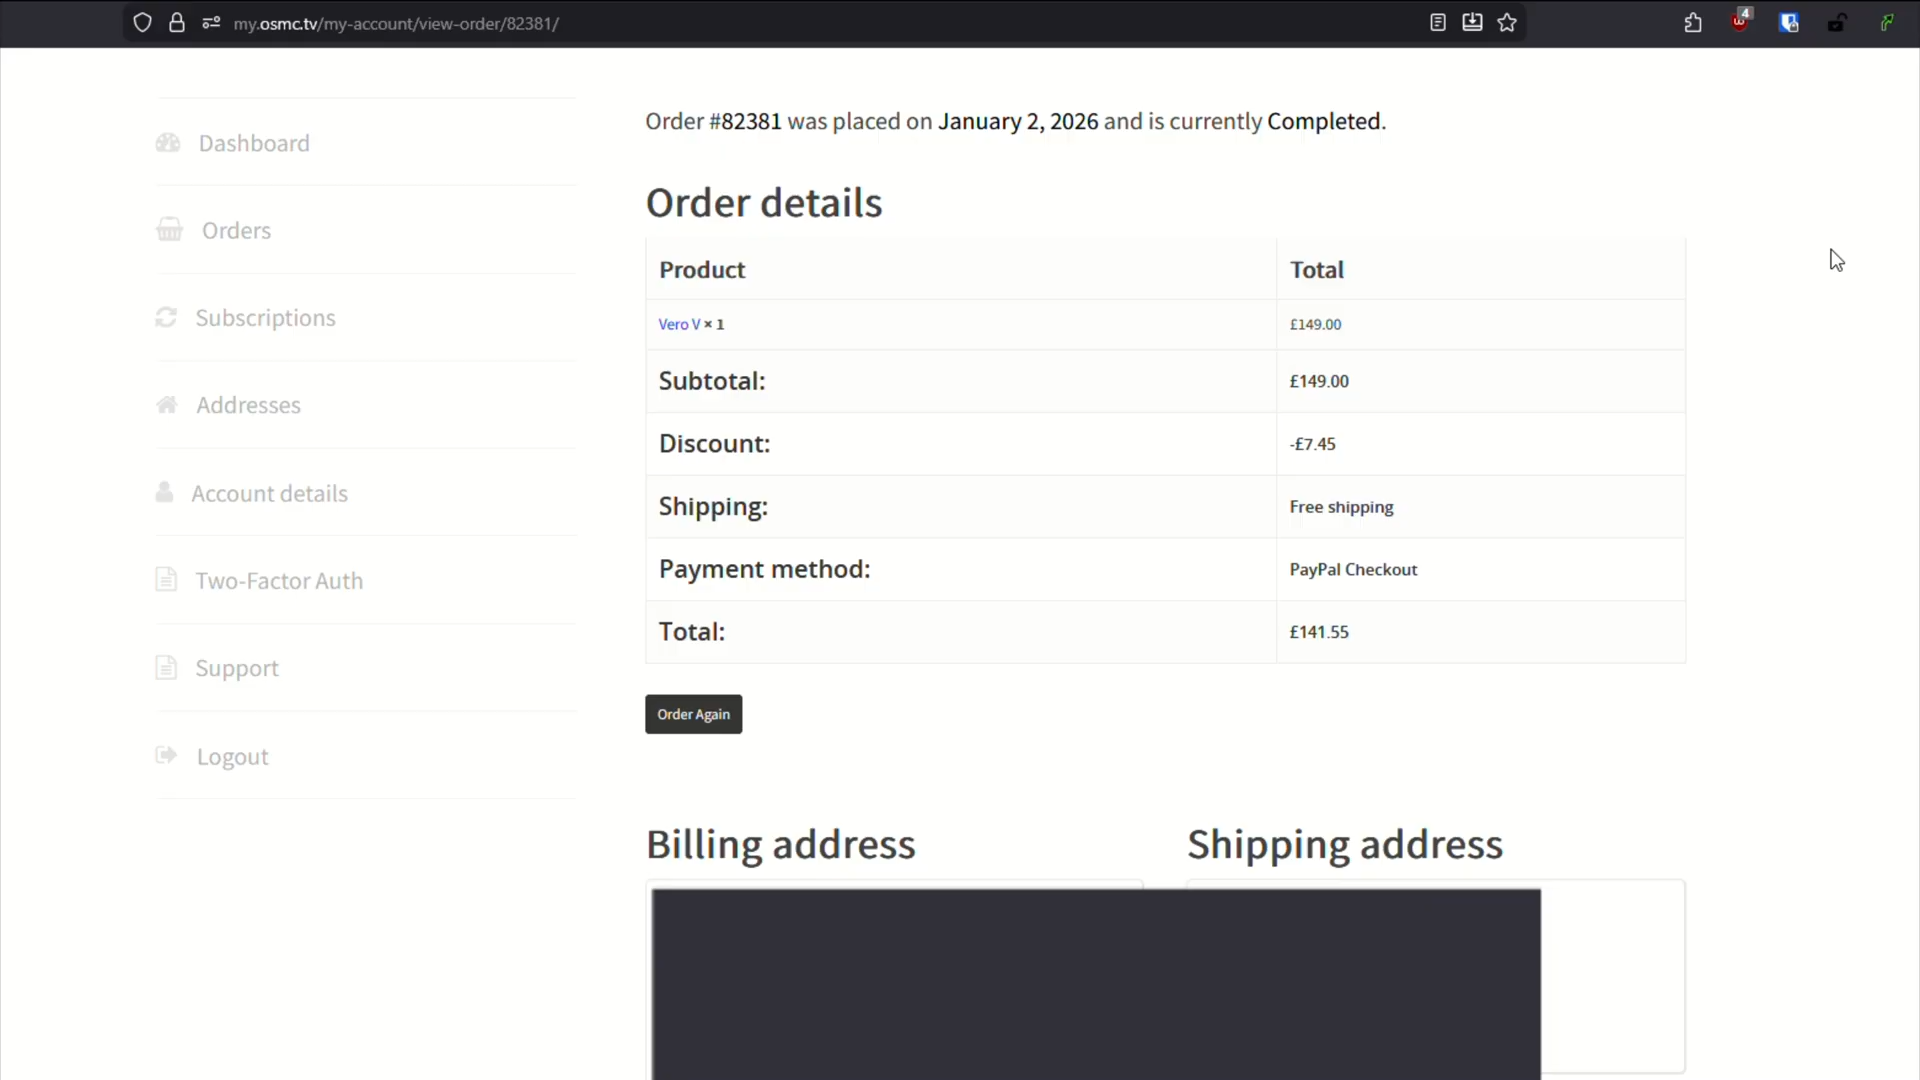 my.osmc.tv/my-account/view-order/82381/
4
Dashboard
Orders
Subscriptions
Addresses
Account details
Two-Factor Auth
Support
Logout
Order #82381 was placed on January 2, 2026 and is currently Completed.
Order details
Product Total
Vero V × 1 £149.00
Subtotal: £149.00
Discount: -£7.45
Shipping: Free shipping
Payment method: PayPal Checkout
Total: £141.55
Order Again
Billing address Shipping address